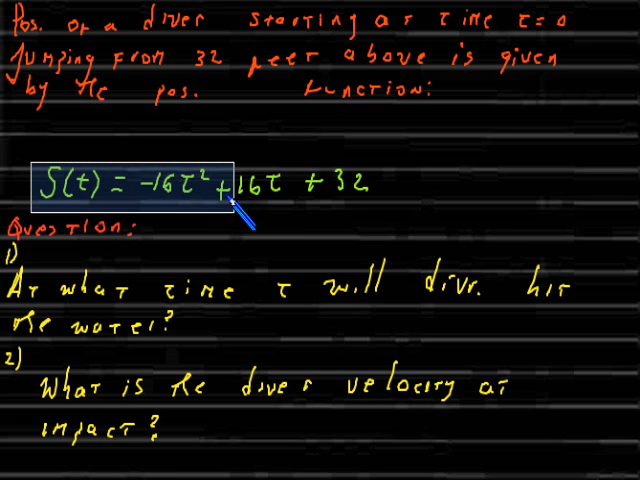 Pos. of a diver starting at time t=0
Jumping from 32 feet above is given
by the pos. function:
S(t) = -16t² + 16t + 32
Question:
1)
At what time t will divr. hit
the water?
2)
What is the diver velocity at
impact?